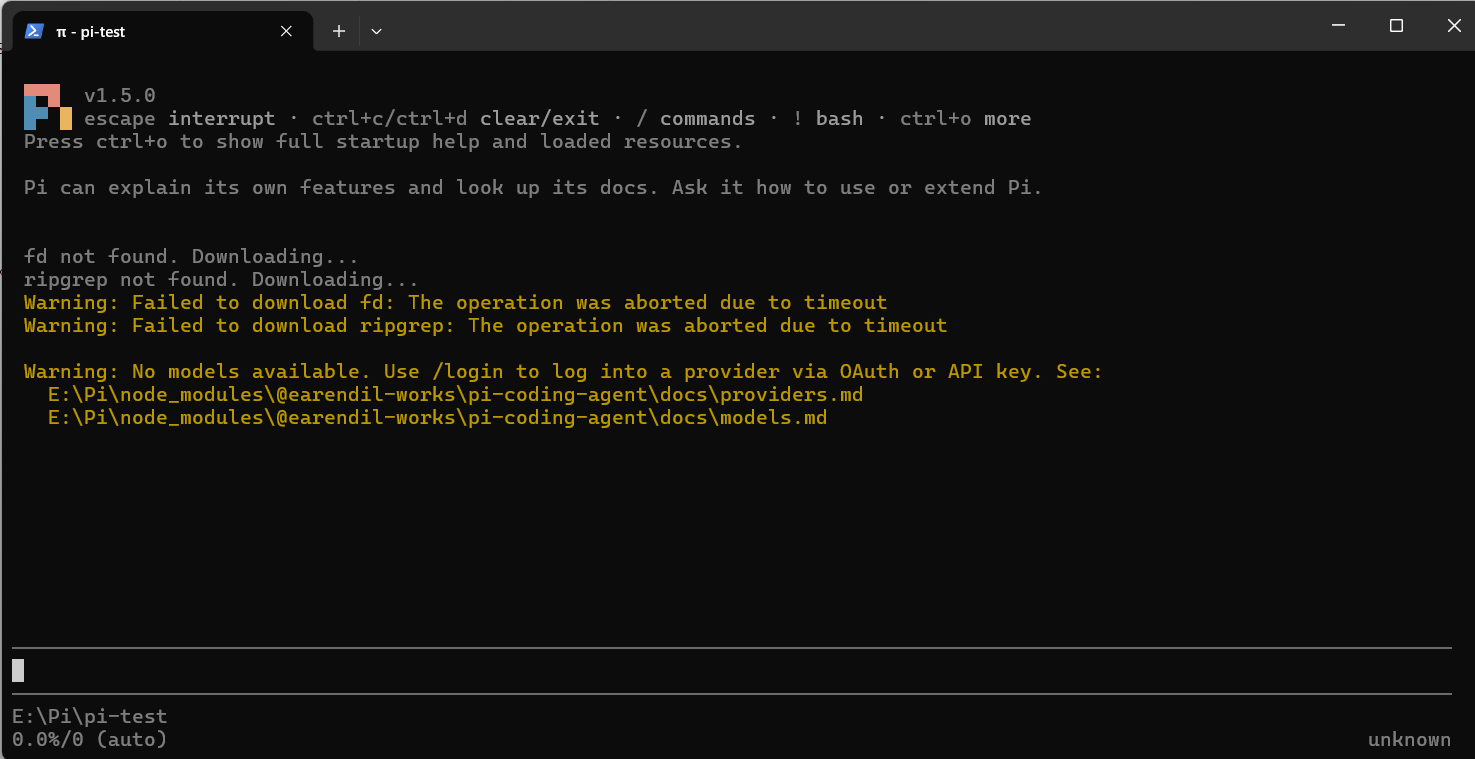 π - pi-test
v1.5.0
escape interrupt · ctrl+c/ctrl+d clear/exit · / commands · ! bash · ctrl+o more
Press ctrl+o to show full startup help and loaded resources.
Pi can explain its own features and look up its docs. Ask it how to use or extend Pi.
fd not found. Downloading...
ripgrep not found. Downloading...
Warning: Failed to download fd: The operation was aborted due to timeout
Warning: Failed to download ripgrep: The operation was aborted due to timeout
Warning: No models available. Use /login to log into a provider via OAuth or API key. See:
E:\Pi\node_modules\@earendil-works\pi-coding-agent\docs\providers.md
E:\Pi\node_modules\@earendil-works\pi-coding-agent\docs\models.md
E:\Pi\pi-test
0.0%/0 (auto) unknown